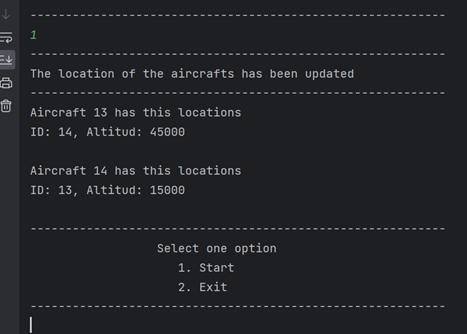 ------------------------------------------------------------
1
------------------------------------------------------------
The location of the aircrafts has been updated
------------------------------------------------------------
Aircraft 13 has this locations
ID: 14, Altitud: 45000
Aircraft 14 has this locations
ID: 13, Altitud: 15000
------------------------------------------------------------
Select one option
1. Start
2. Exit
------------------------------------------------------------